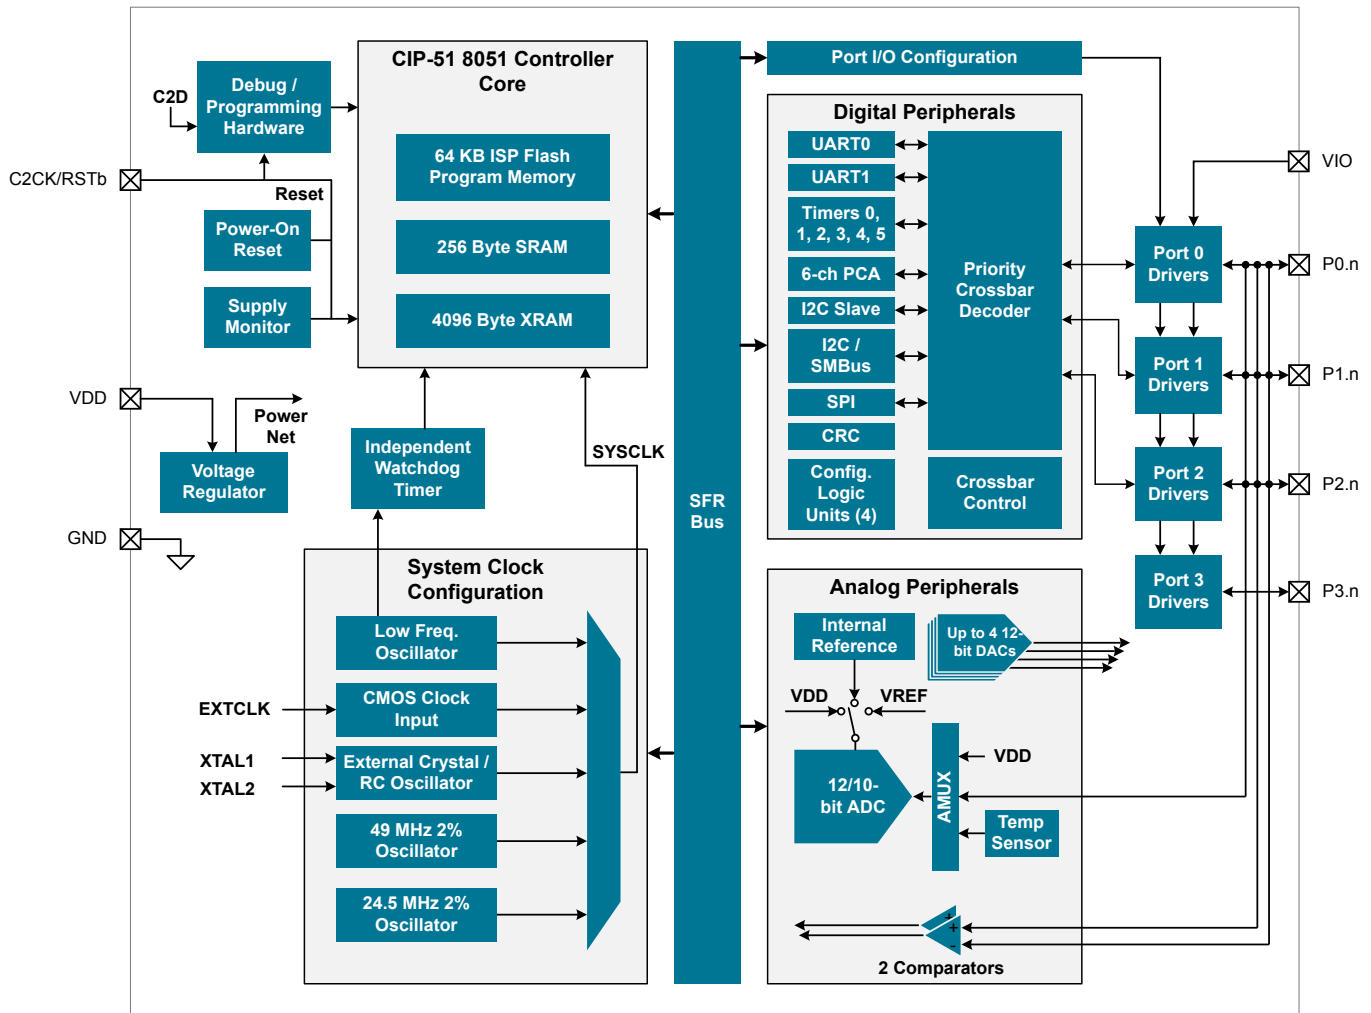 CIP-51 8051 Controller
Core
64 KB ISP Flash
Program Memory
256 Byte SRAM
4096 Byte XRAM
C2D
Debug /
Programming
Hardware
C2CK/RSTb
Reset
Power-On
Reset
Supply
Monitor
VDD
Power
Net
Voltage
Regulator
GND
Independent
Watchdog
Timer
SYSCLK
System Clock
Configuration
Low Freq.
Oscillator
EXTCLK
CMOS Clock
Input
XTAL1
XTAL2
External Crystal /
RC Oscillator
49 MHz 2%
Oscillator
24.5 MHz 2%
Oscillator
SFR
Bus
Port I/O Configuration
Digital Peripherals
UART0
UART1
Timers 0,
1, 2, 3, 4, 5
6-ch PCA
I2C Slave
I2C /
SMBus
SPI
CRC
Config.
Logic
Units (4)
Priority
Crossbar
Decoder
Crossbar
Control
Analog Peripherals
Internal
Reference
Up to 4 12-
bit DACs
VDD
VREF
12/10-
bit ADC
AMUX
VDD
Temp
Sensor
+
+
-
2 Comparators
Port 0
Drivers
Port 1
Drivers
Port 2
Drivers
Port 3
Drivers
VIO
P0.n
P1.n
P2.n
P3.n